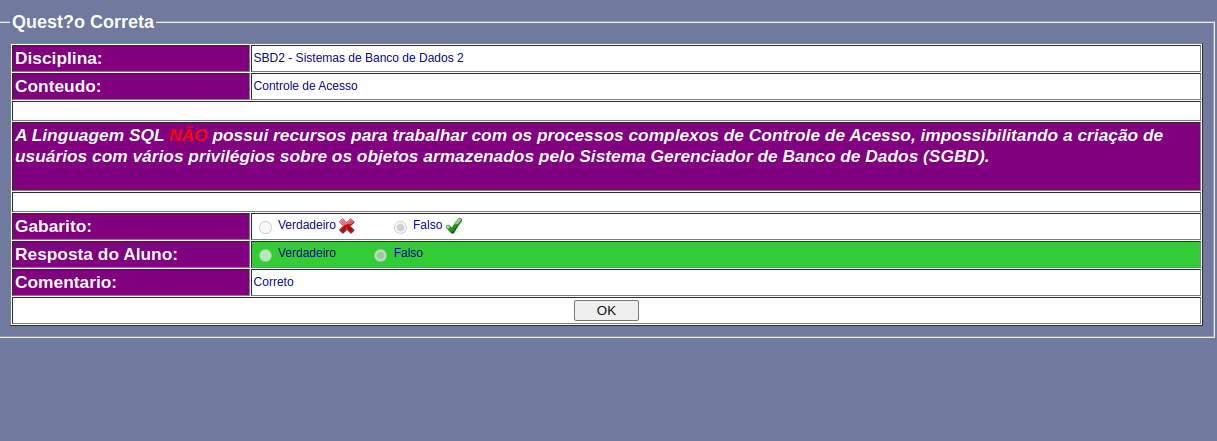 Quest?o Correta
Disciplina: SBD2 - Sistemas de Banco de Dados 2
Conteudo: Controle de Acesso
A Linguagem SQL NÃO possui recursos para trabalhar com os processos complexos de Controle de Acesso, impossibilitando a criação de
usuários com vários privilégios sobre os objetos armazenados pelo Sistema Gerenciador de Banco de Dados (SGBD).
Gabarito: Verdadeiro Falso
Resposta do Aluno: Verdadeiro Falso
Comentario: Correto
OK